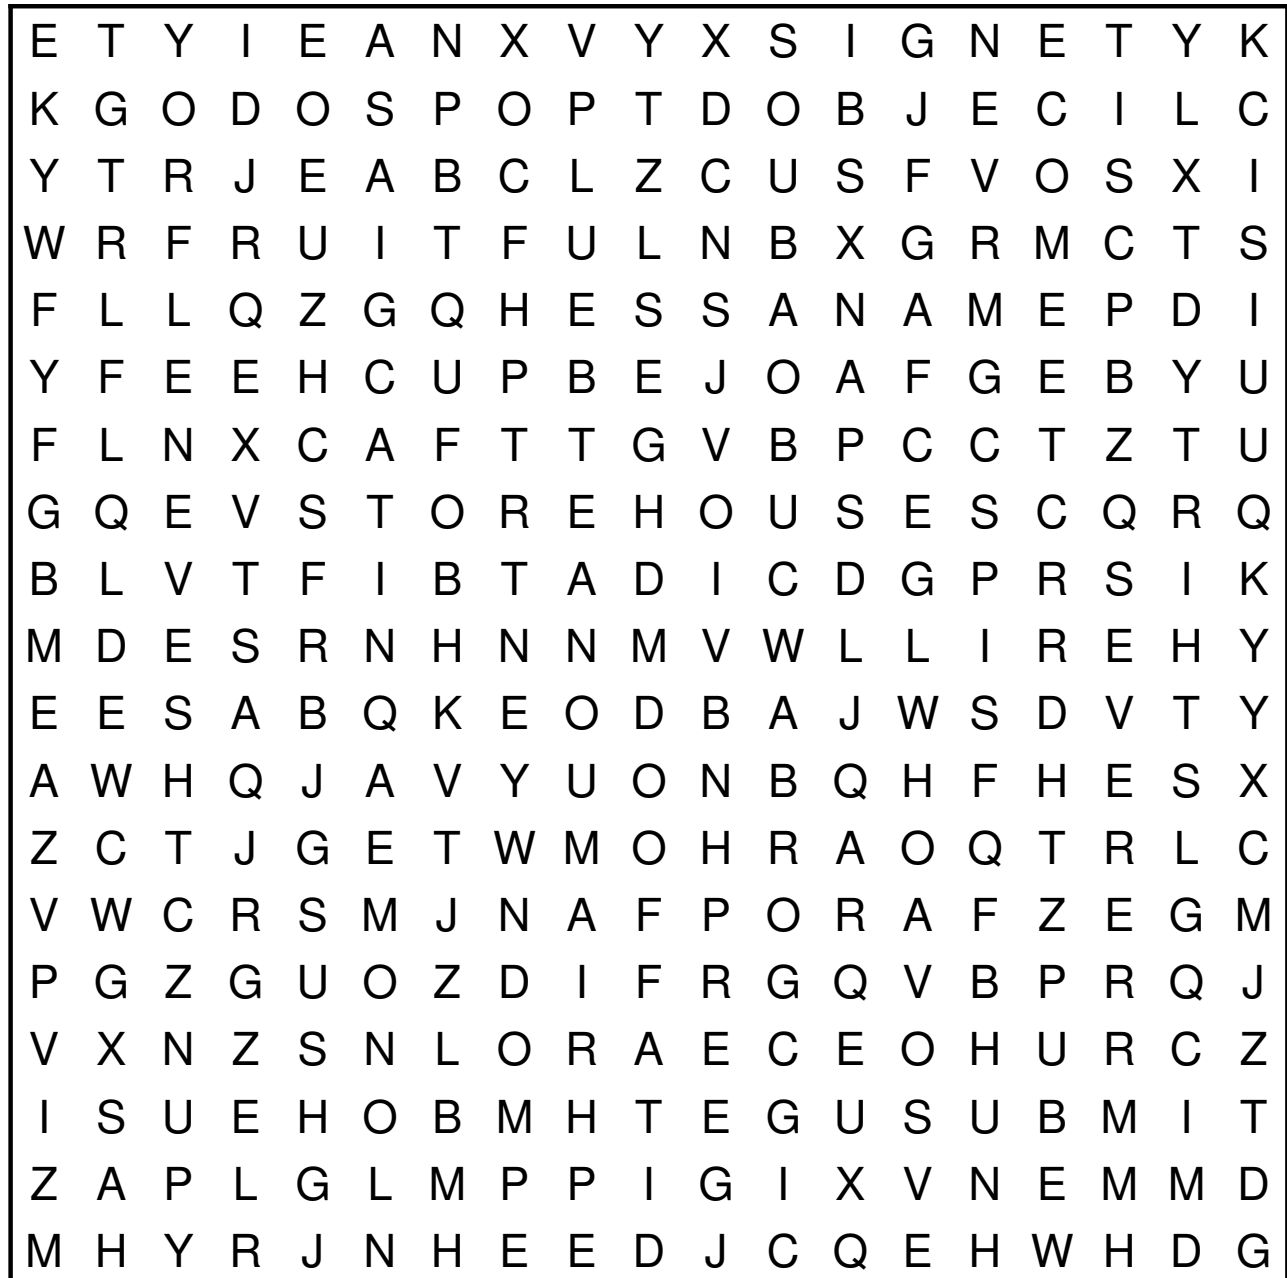 E T Y I E A N X V Y X S I G N E T Y K
K G O D O S P O P T D O B J E C I L C
Y T R J E A B C L Z C U S F V O S X I
W R F R U I T F U L N B X G R M C T S
F L L Q Z G Q H E S S A N A M E P D I
Y F E E H C U P B E J O A F G E B Y U
F L N X C A F T T G V B P C C T Z T U
G Q E V S T O R E H O U S E S C Q R Q
B L V T F I B T A D I C D G P R S I K
M D E S R N H N N M V W L L I R E H Y
E E S A B Q K E O D B A J W S D V T Y
A W H Q J A V Y U O N B Q H F H E S X
Z C T J G E T W M O H R A O Q T R L C
V W C R S M J N A F P O R A F Z E G M
P G Z G U O Z D I F R G Q V B P R Q J
V X N Z S N L O R A E C E O H U R C Z
I S U E H O B M H T E G U S U B M I T
Z A P L G L M P P I G I X V N E M M D
M H Y R J N H E E D J C Q E H W H D G